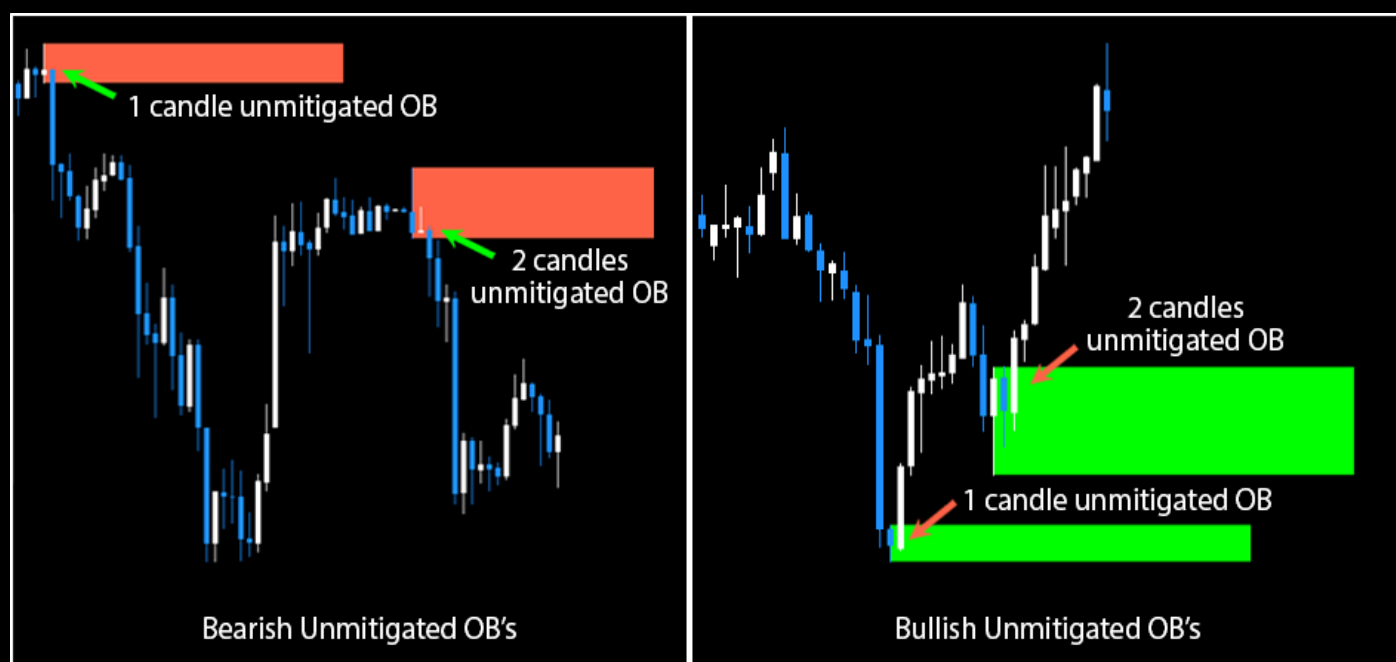 1 candle unmitigated OB
2 candles
unmitigated OB
Bearish Unmitigated OB's
2 candles
unmitigated OB
1 candle unmitigated OB
Bullish Unmitigated OB's